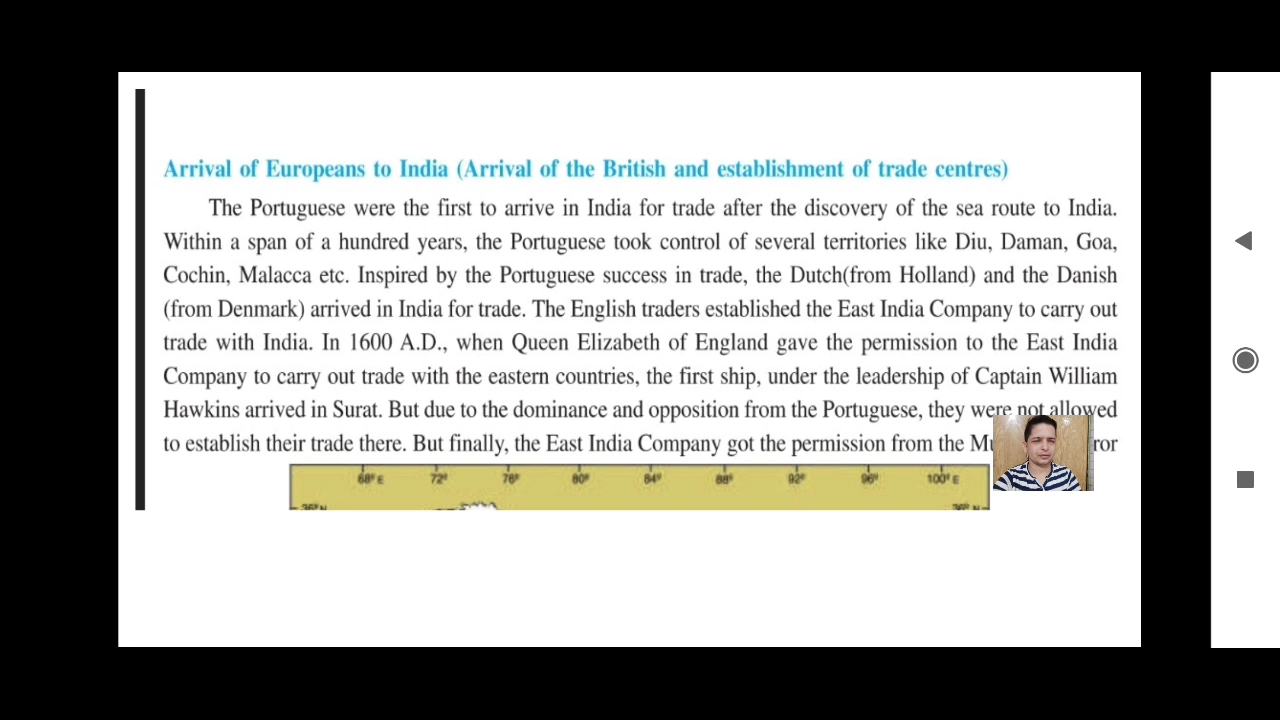 Arrival of Europeans to India (Arrival of the British and establishment of trade centres)
The Portuguese were the first to arrive in India for trade after the discovery of the sea route to India.
Within a span of a hundred years, the Portuguese took control of several territories like Diu, Daman, Goa,
Cochin, Malacca etc. Inspired by the Portuguese success in trade, the Dutch(from Holland) and the Danish
(from Denmark) arrived in India for trade. The English traders established the East India Company to carry out
trade with India. In 1600 A.D., when Queen Elizabeth of England gave the permission to the East India
Company to carry out trade with the eastern countries, the first ship, under the leadership of Captain William
Hawkins arrived in Surat. But due to the dominance and opposition from the Portuguese, they were not allowed
to establish their trade there. But finally, the East India Company got the permission from the
68° E 72° 76° 80° 84° 88° 92° 96° 100° E